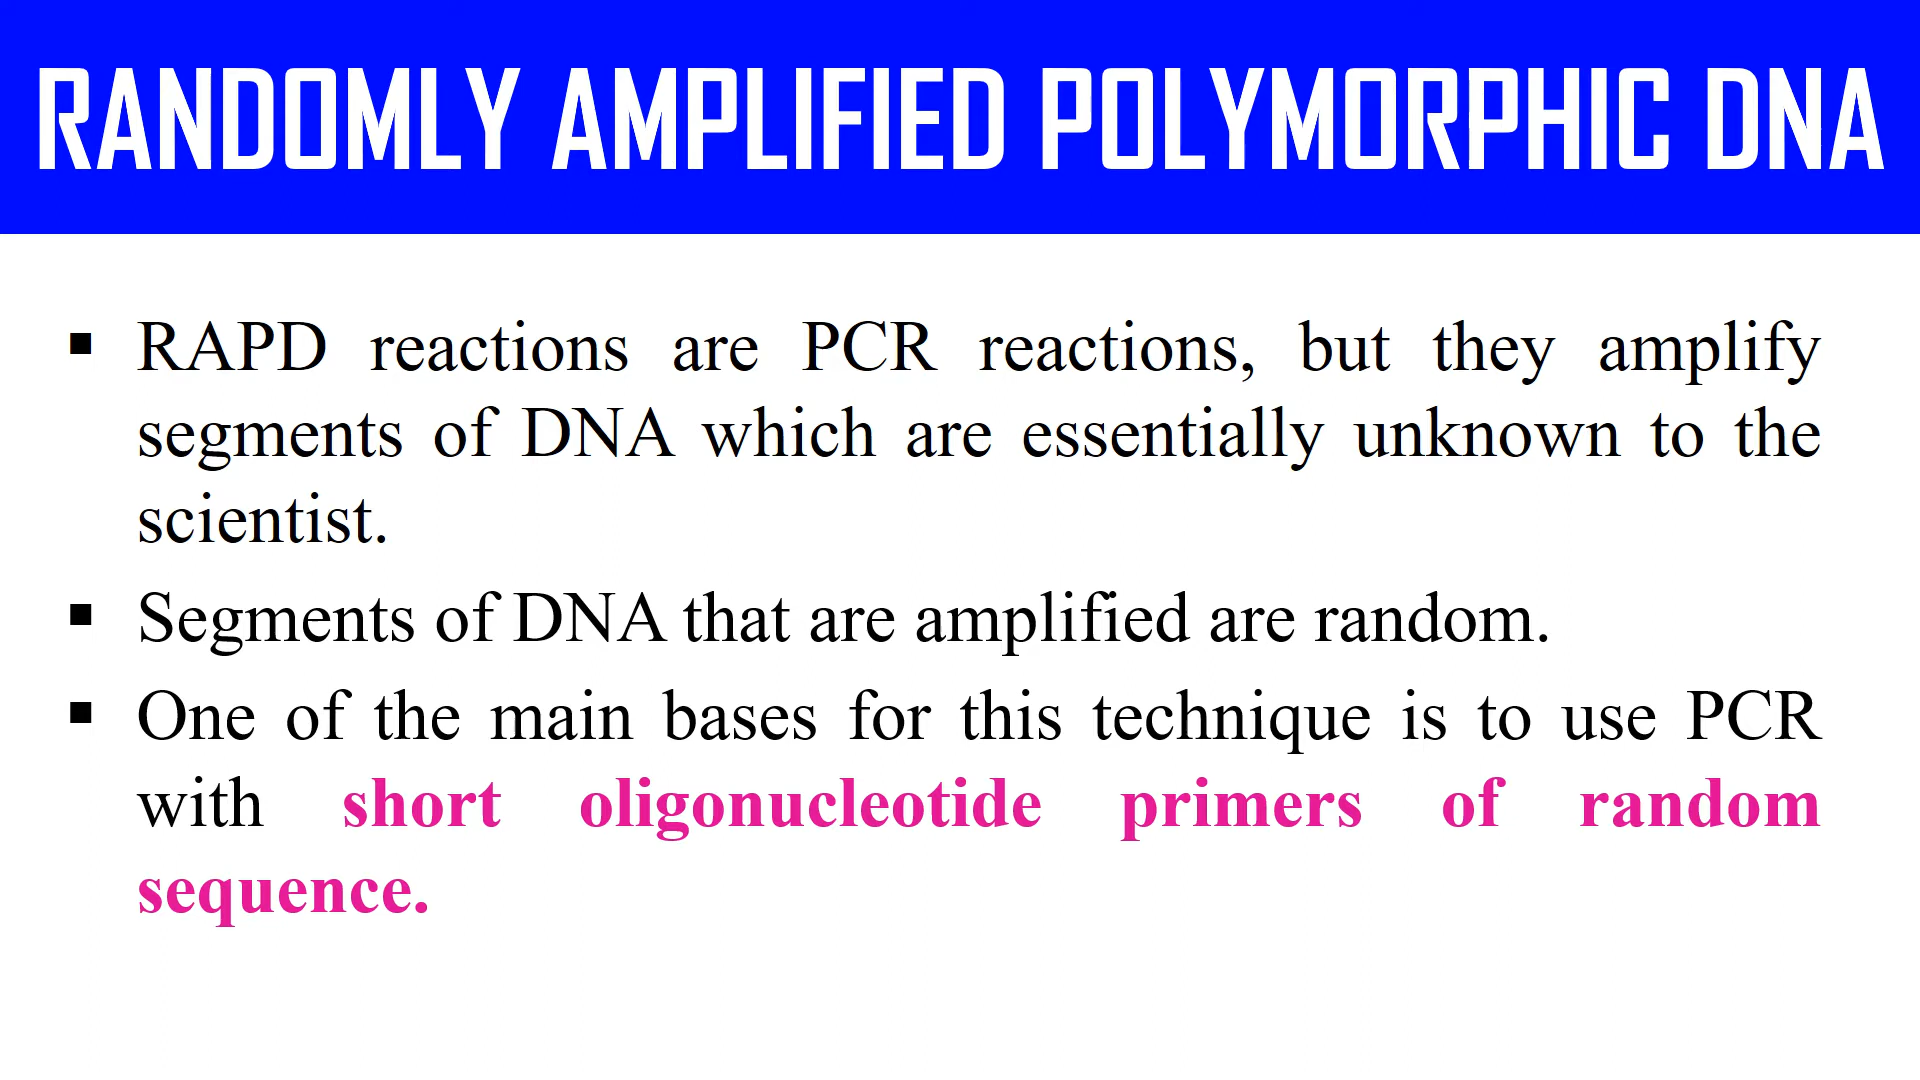 RANDOMLY AMPLIFIED POLYMORPHIC DNA
▪ RAPD reactions are PCR reactions, but they amplify
segments of DNA which are essentially unknown to the
scientist.
▪ Segments of DNA that are amplified are random.
▪ One of the main bases for this technique is to use PCR
with short oligonucleotide primers of random
sequence.